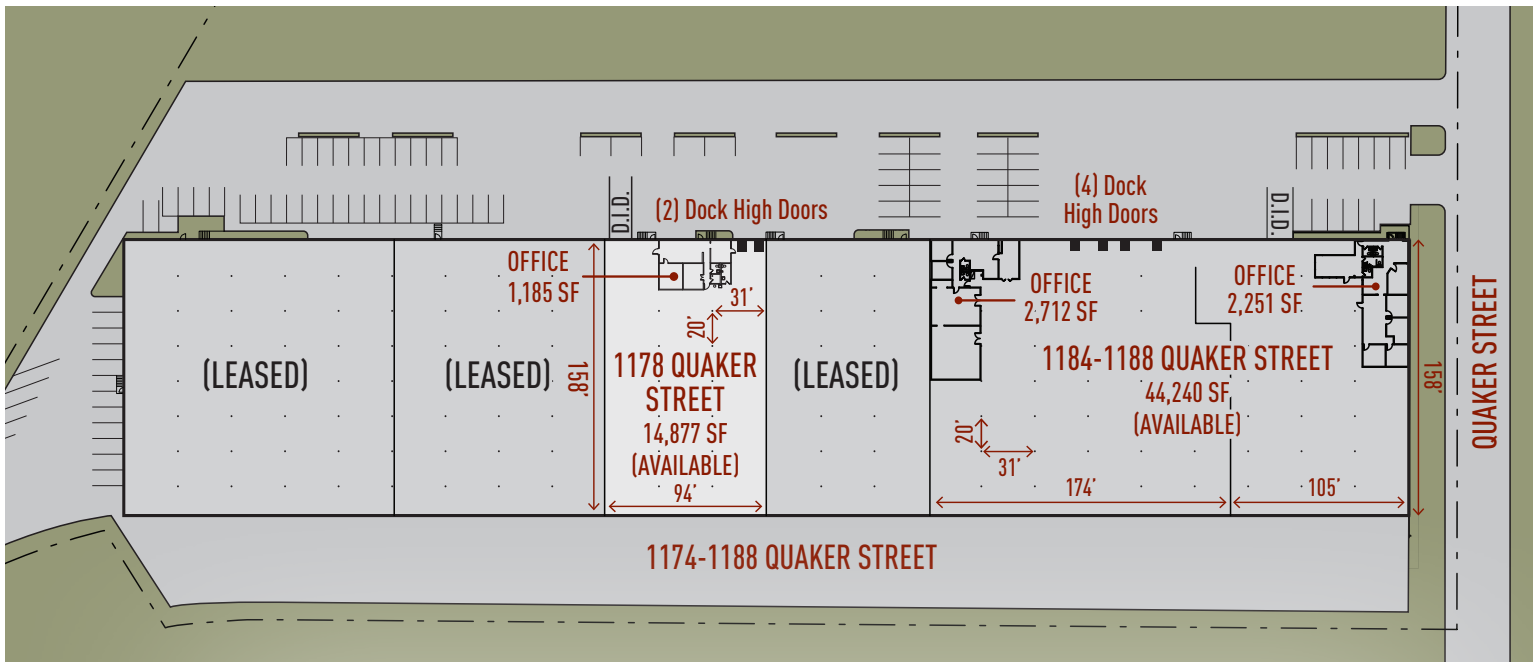 (2) Dock High Doors
(4) Dock
High Doors
D.I.D.
D.I.D.
OFFICE
1,185 SF
31'
20'
OFFICE
2,712 SF
OFFICE
2,251 SF
(LEASED)
(LEASED)
158'
1178 QUAKER
STREET
14,877 SF
(AVAILABLE)
94'
(LEASED)
1184-1188 QUAKER STREET
44,240 SF
(AVAILABLE)
20'
31'
174'
105'
158'
QUAKER STREET
1174-1188 QUAKER STREET